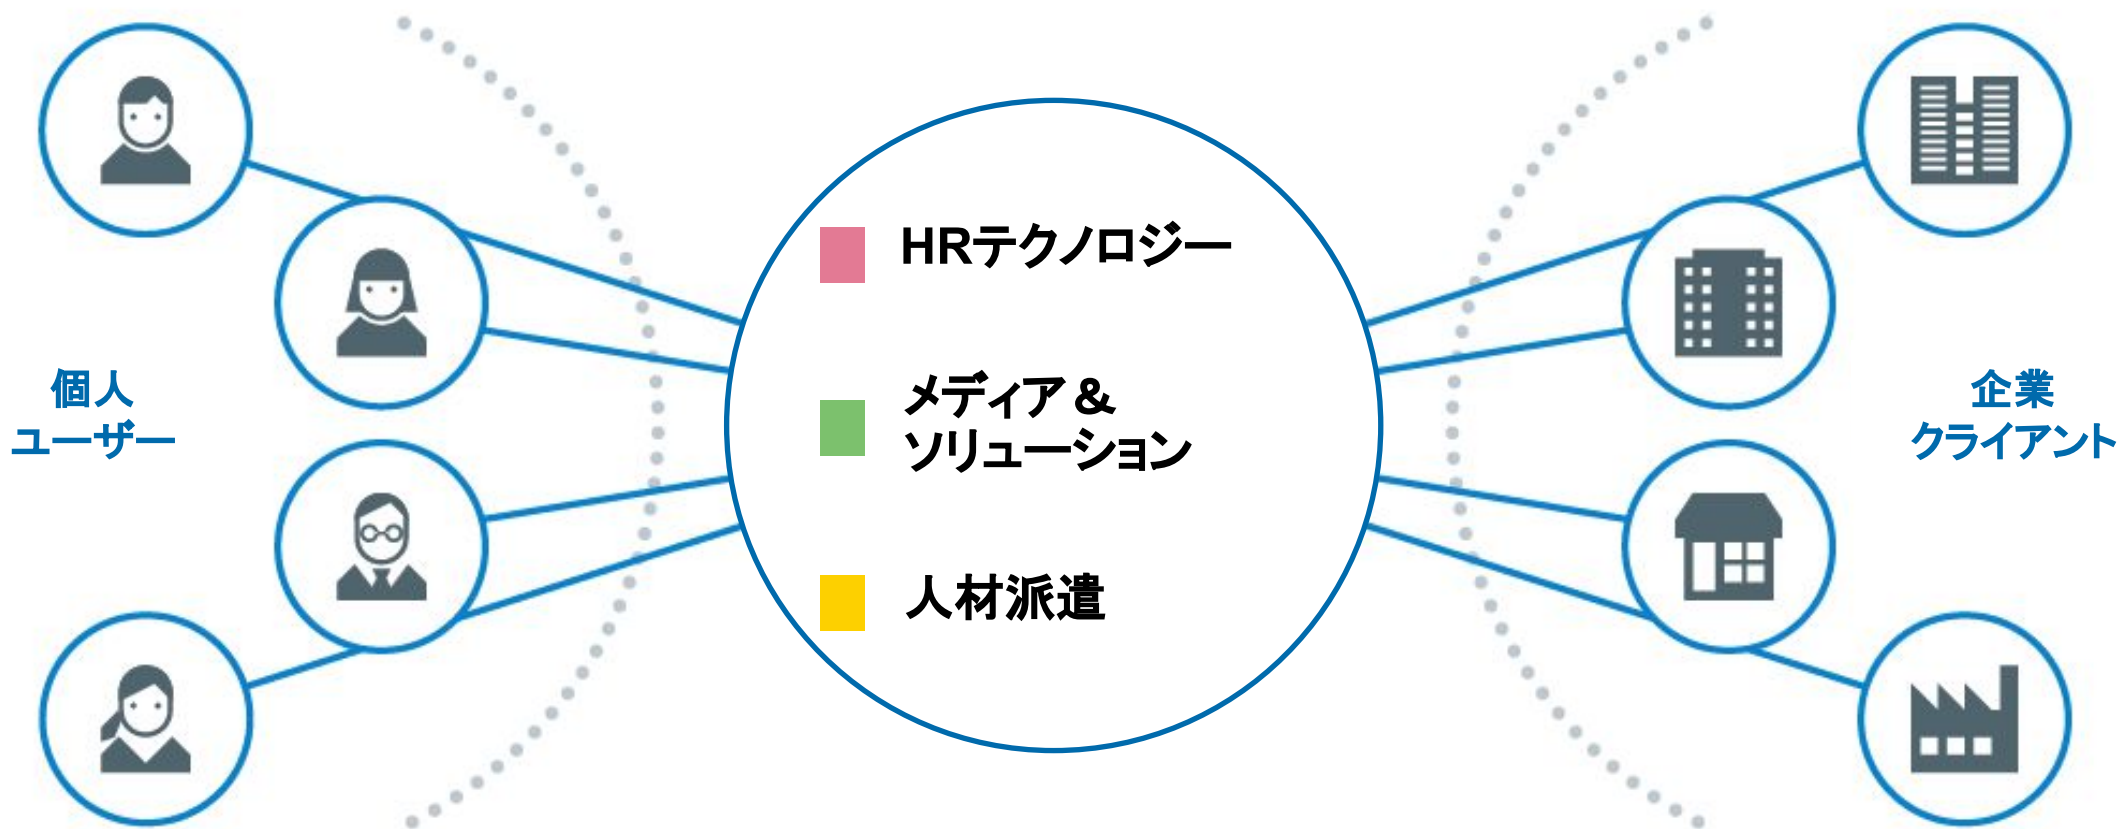 個人
ユーザー
HRテクノロジー
メディア＆
ソリューション
人材派遣
企業
クライアント